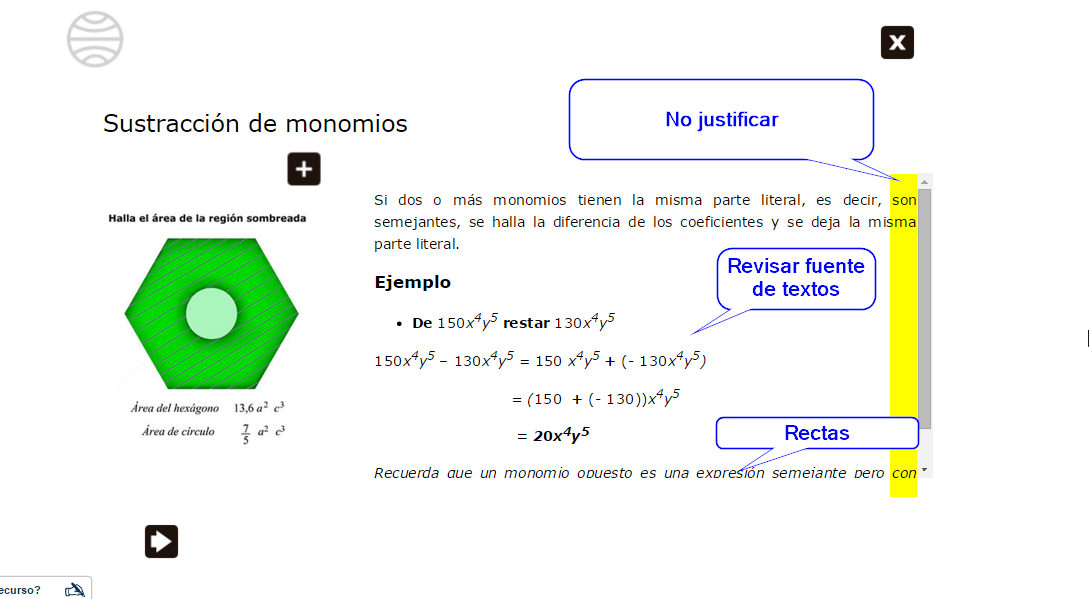 No justificar
Sustracción de monomios
Halla el área de la región sombreada
Área del hexágono 13,6 a² c³
Área de círculo 7/5 a² c³
Si dos o más monomios tienen la misma parte literal, es decir, son
semejantes, se halla la diferencia de los coeficientes y se deja la misma
parte literal.
Revisar fuente
de textos
Ejemplo
• De 150x⁴y⁵ restar 130x⁴y⁵
150x⁴y⁵ – 130x⁴y⁵ = 150 x⁴y⁵ + (- 130x⁴y⁵)
= (150 + (- 130))x⁴y⁵
= 20x⁴y⁵
Rectas
Recuerda que un monomio opuesto es una expresión semejante pero con
ecurso?